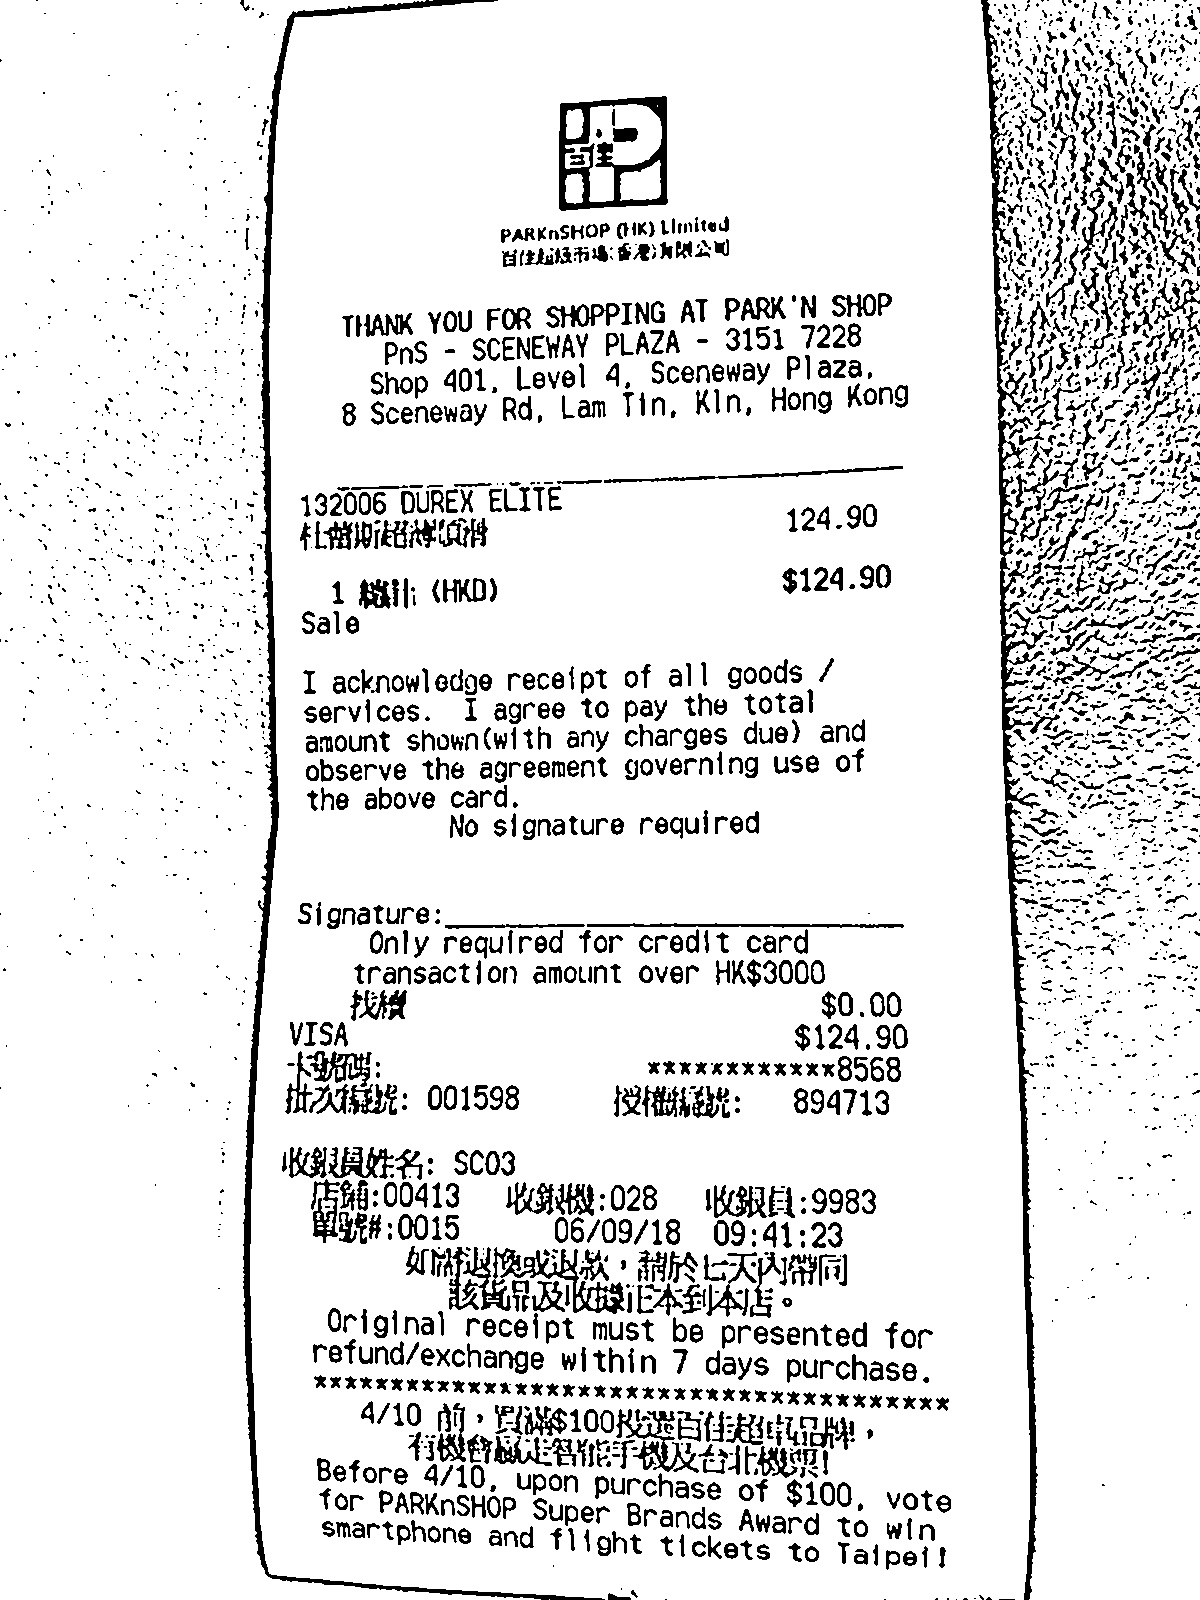 PARKnSHOP (HK) Limited
百佳超級市場(香港)有限公司
THANK YOU FOR SHOPPING AT PARK'N SHOP
PnS - SCENEWAY PLAZA - 3151 7228
Shop 401, Level 4, Sceneway Plaza,
8 Sceneway Rd, Lam Tin, Kln, Hong Kong
132006 DUREX ELITE
124.90
1 總計 (HKD) $124.90
Sale
I acknowledge receipt of all goods /
services. I agree to pay the total
amount shown(with any charges due) and
observe the agreement governing use of
the above card.
No signature required
Signature:
Only required for credit card
transaction amount over HK$3000
找續 $0.00
VISA $124.90
卡號碼: ************8568
批次編號: 001598 授權編號: 894713
收銀員姓名: SC03
店鋪:00413 收銀機:028 收銀員:9983
單號#:0015 06/09/18 09:41:23
如需退換或退款，請於七天內帶同
該貨品及收據正本到本店。
Original receipt must be presented for
refund/exchange within 7 days purchase.
****************************************
4/10 前，買滿$100投選百佳超市品牌，
有機會贏走智能手機及台北機票!
Before 4/10, upon purchase of $100, vote
for PARKnSHOP Super Brands Award to win
smartphone and flight tickets to Taipei!